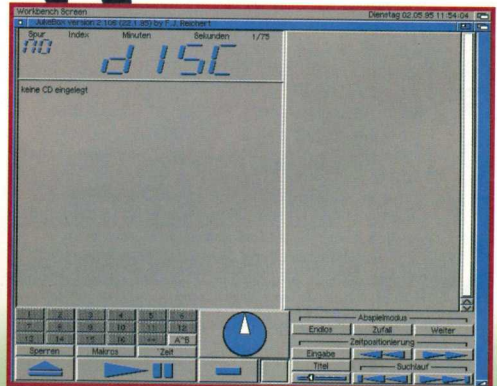 Workbench Screen
Dienstag 02.05.95 11:54:04
JukeBox Version 2.106 (22.1.95) by F.J. Reichert
Spur Index Minuten Sekunden 1/75
no disc
keine CD eingelegt
1 2 3 4 5 6
7 8 9 10 11 12
13 14 15 16 << A^B
Sperren Makros Zeit
Abspielmodus
Endlos Zufall Weiter
Zeitpositionierung
Eingabe
Titel Suchlauf